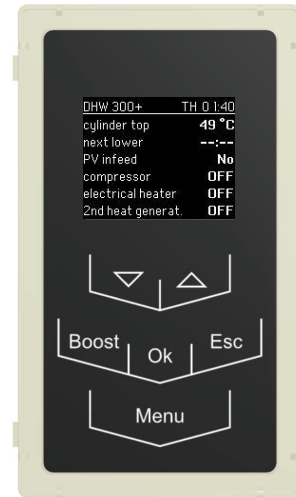 DHW 300+ TH 01:40
cylinder top 49 °C
next lower --:--
PV infeed No
compressor OFF
electrical heater OFF
2nd heat generat. OFF
Boost Ok Esc
Menu